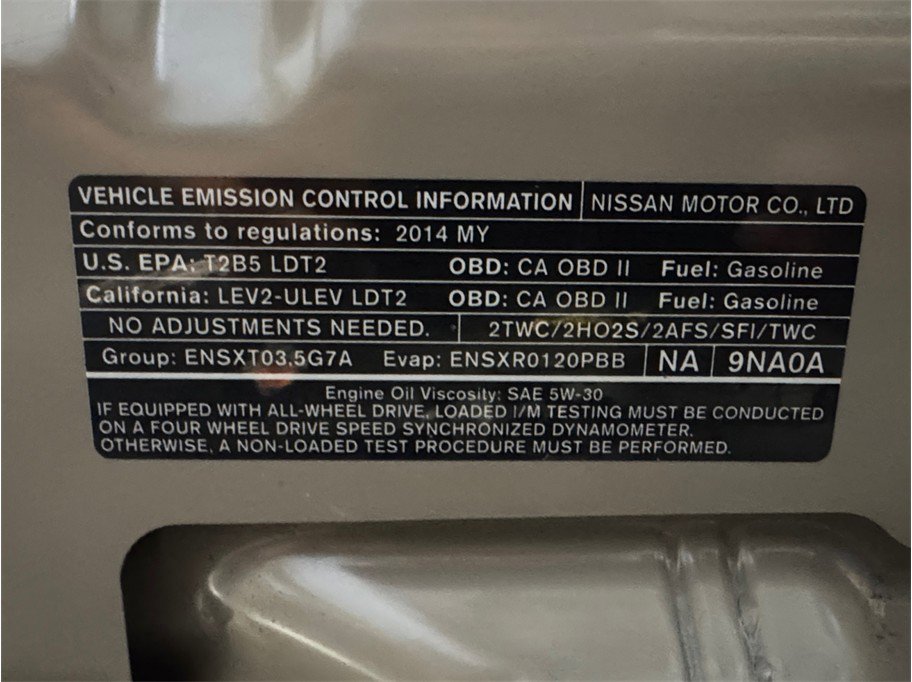 VEHICLE EMISSION CONTROL INFORMATION NISSAN MOTOR CO., LTD
Conforms to regulations: 2014 MY
U.S. EPA: T2B5 LDT2 OBD: CA OBD II Fuel: Gasoline
California: LEV2-ULEV LDT2 OBD: CA OBD II Fuel: Gasoline
NO ADJUSTMENTS NEEDED. 2TWC/2HO2S/2AFS/SFI/TWC
Group: ENSXT03.5G7A Evap: ENSXR0120PBB NA 9NA0A
Engine Oil Viscosity: SAE 5W-30
IF EQUIPPED WITH ALL-WHEEL DRIVE, LOADED I/M TESTING MUST BE CONDUCTED
ON A FOUR WHEEL DRIVE SPEED SYNCHRONIZED DYNAMOMETER.
OTHERWISE, A NON-LOADED TEST PROCEDURE MUST BE PERFORMED.